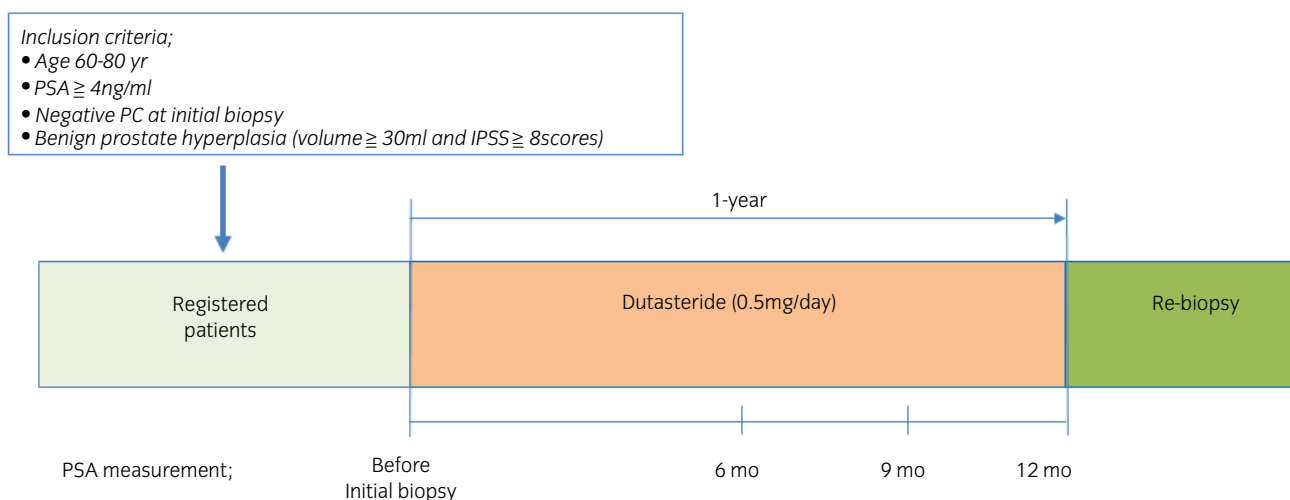 Inclusion criteria;
• Age 60-80 yr
• PSA ≧ 4ng/ml
• Negative PC at initial biopsy
• Benign prostate hyperplasia (volume ≧ 30ml and IPSS ≧ 8scores)
1-year
Registered
patients
Dutasteride (0.5mg/day)
Re-biopsy
PSA measurement;
Before
Initial biopsy
6 mo
9 mo
12 mo